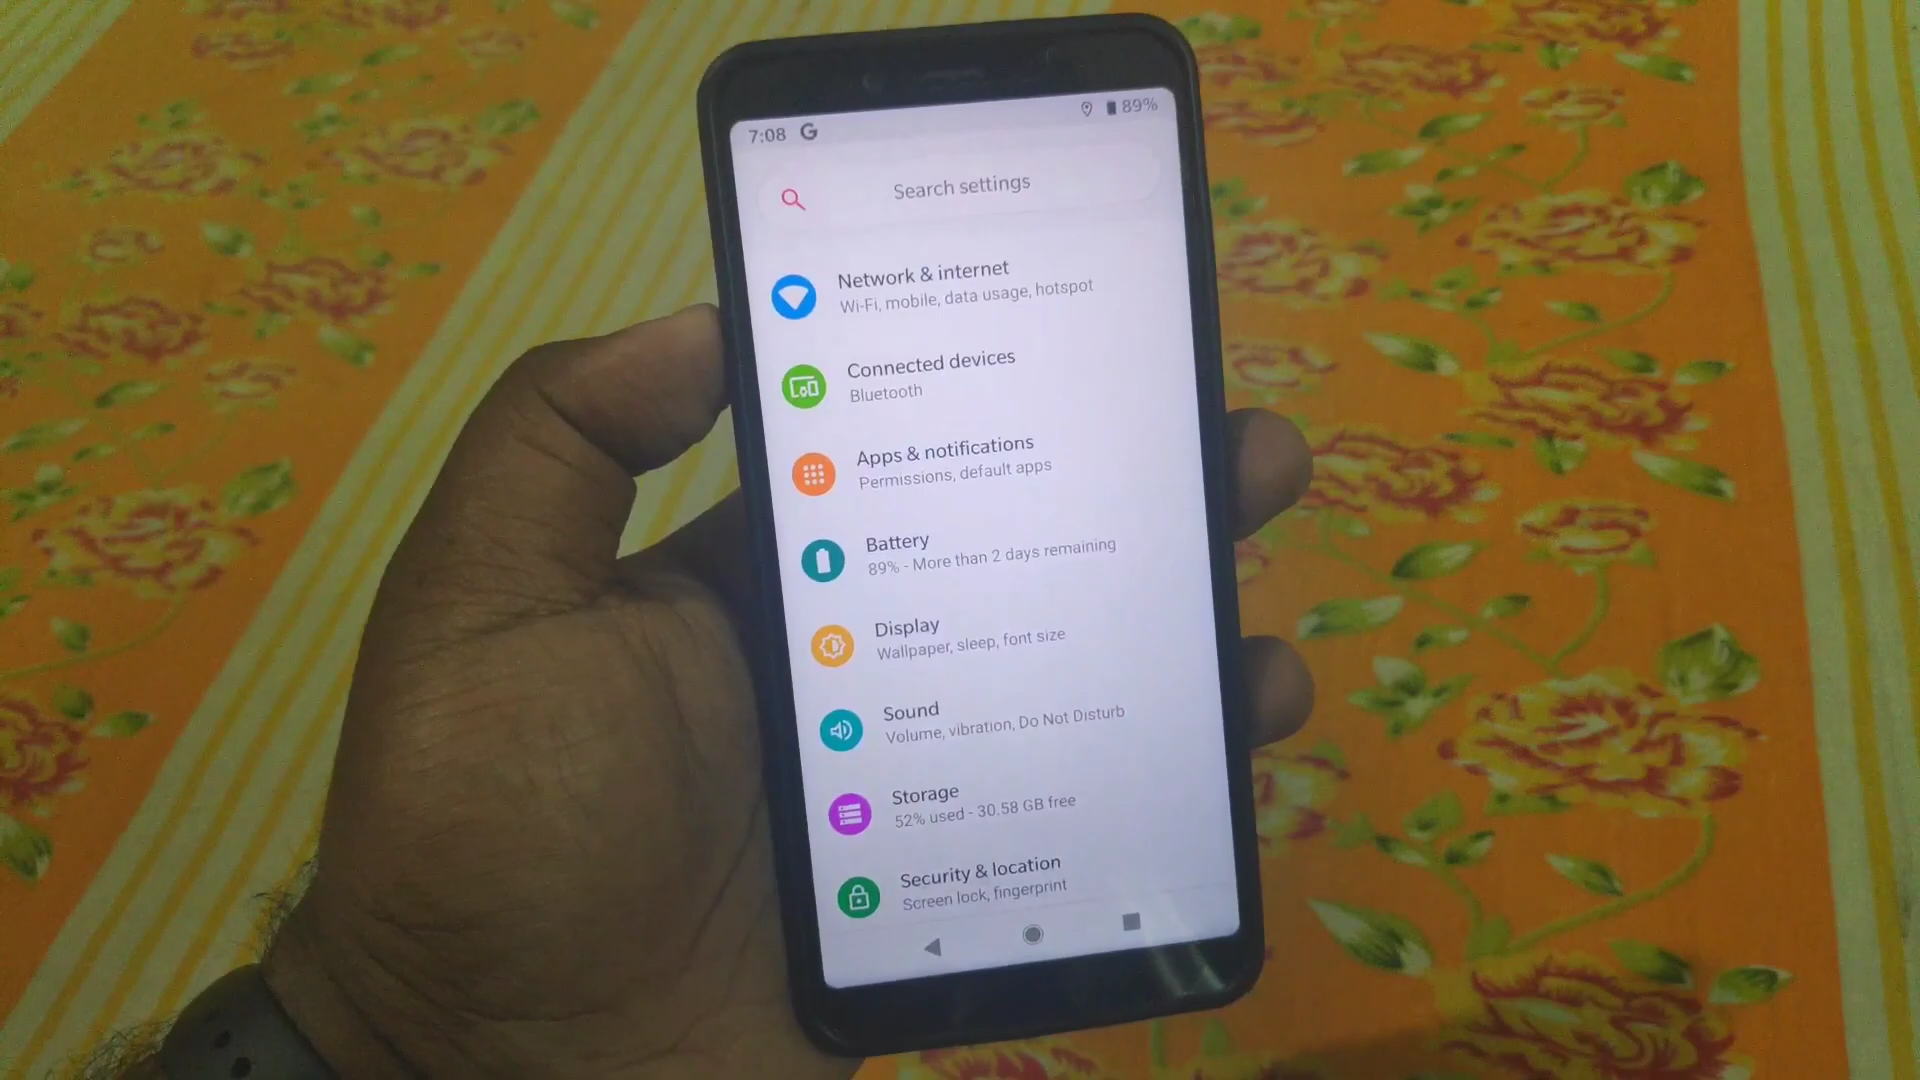 7:08 G 89%
Search settings
Network & internet
Wi-Fi, mobile, data usage, hotspot
Connected devices
Bluetooth
Apps & notifications
Permissions, default apps
Battery
89% - More than 2 days remaining
Display
Wallpaper, sleep, font size
Sound
Volume, vibration, Do Not Disturb
Storage
52% used - 30.58 GB free
Security & location
Screen lock, fingerprint